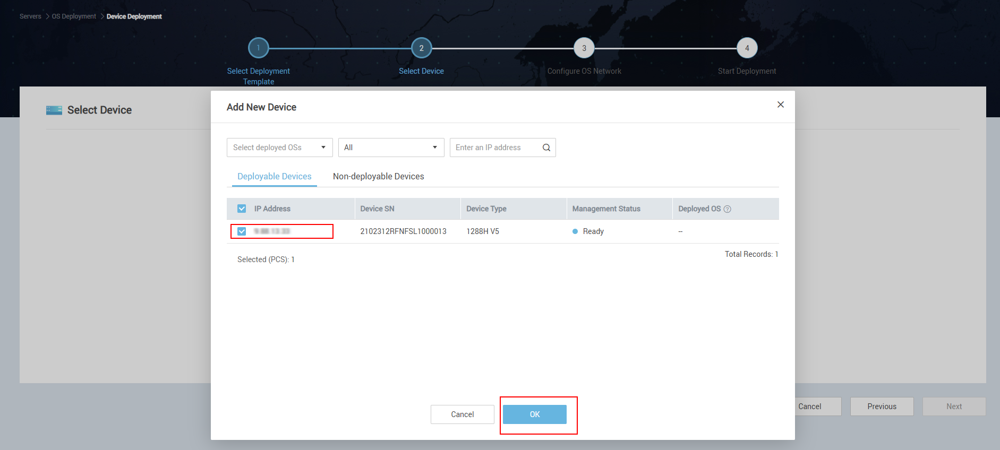 Servers > OS Deployment > Device Deployment
1 2 3 4
Select Deployment Select Device Configure OS Network Start Deployment
Template
Select Device
Add New Device
Select deployed OSs All Enter an IP address
Deployable Devices Non-deployable Devices
IP Address Device SN Device Type Management Status Deployed OS ?
2102312RFNFSL1000013 1288H V5 Ready --
Selected (PCS): 1 Total Records: 1
Cancel OK
Cancel Previous Next